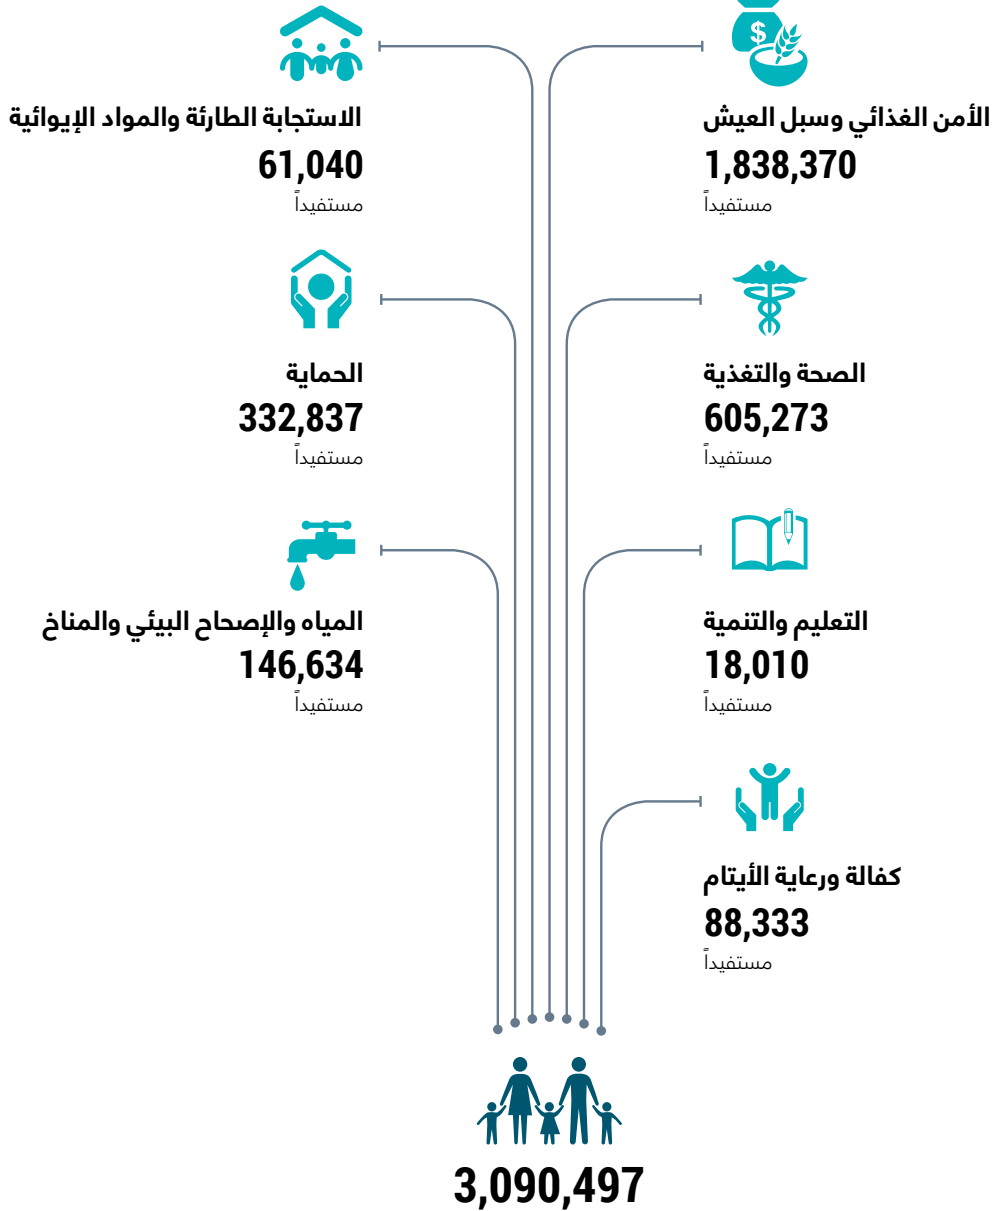 الأمن الغذائي وسبل العيش
1,838,370
مستفيداً
الاستجابة الطارئة والمواد الإيوائية
61,040
مستفيداً
الصحة والتغذية
605,273
مستفيداً
الحماية
332,837
مستفيداً
التعليم والتنمية
18,010
مستفيداً
المياه والإصحاح البيئي والمناخ
146,634
مستفيداً
كفالة ورعاية الأيتام
88,333
مستفيداً
3,090,497
$